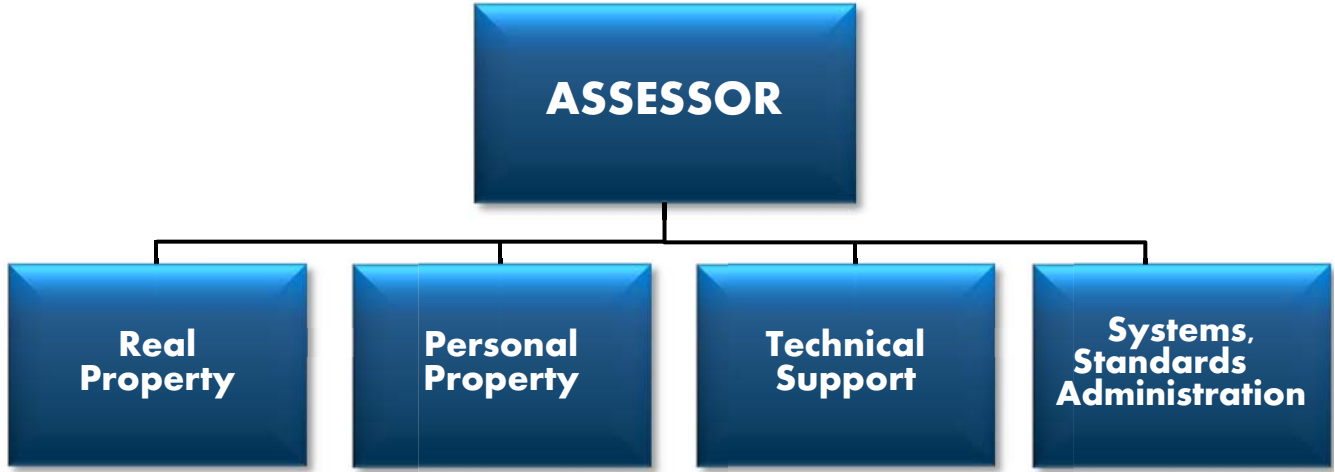 ASSESSOR
Real
Property
Personal
Property
Technical
Support
Systems,
Standards
Administration